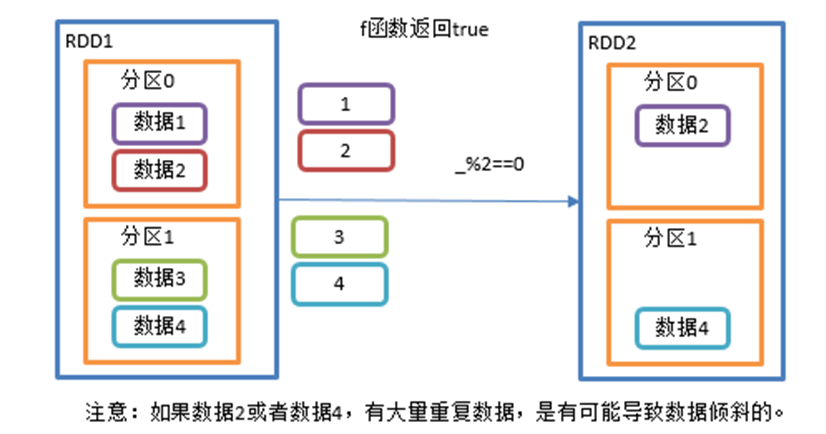 f函数返回true
RDD1
分区0
数据1
数据2
分区1
数据3
数据4
1
2
_%2==0
3
4
RDD2
分区0
数据2
分区1
数据4
注意：如果数据2或者数据4，有大量重复数据，是有可能导致数据倾斜的。